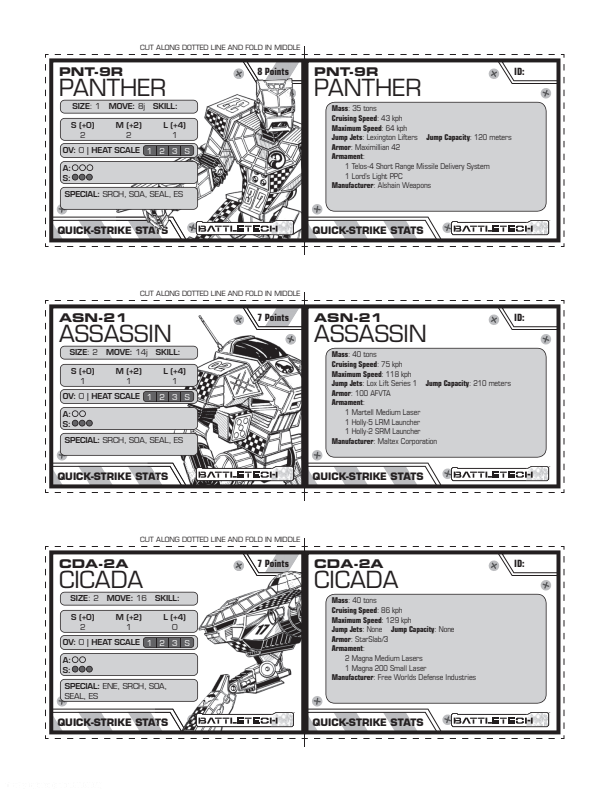 CUT ALONG DOTTED LINE AND FOLD IN MIDDLE
PNT-9R
PANTHER
8 Points
SIZE: 1 MOVE: 8j SKILL:
S (+0) M (+2) L (+4)
2 2 1
OV: 0 | HEAT SCALE 1 2 3 S
A:
S:
SPECIAL: SRCH, SOA, SEAL, ES
QUICK-STRIKE STATS
BATTLETECH
PNT-9R
PANTHER
ID:
Mass: 35 tons
Cruising Speed: 43 kph
Maximum Speed: 64 kph
Jump Jets: Lexington Lifters Jump Capacity: 120 meters
Armor: Maximillian 42
Armament:
1 Telos-4 Short Range Missile Delivery System
1 Lord's Light PPC
Manufacturer: Alshain Weapons
QUICK-STRIKE STATS
BATTLETECH
CUT ALONG DOTTED LINE AND FOLD IN MIDDLE
ASN-21
ASSASSIN
7 Points
SIZE: 2 MOVE: 14j SKILL:
S (+0) M (+2) L (+4)
1 1 1
OV: 0 | HEAT SCALE 1 2 3 S
A:
S:
SPECIAL: SRCH, SOA, SEAL, ES
02
QUICK-STRIKE STATS
BATTLETECH
ASN-21
ASSASSIN
ID:
Mass: 40 tons
Cruising Speed: 75 kph
Maximum Speed: 118 kph
Jump Jets: Lox Lift Series 1 Jump Capacity: 210 meters
Armor: 100 AFVTA
Armament:
1 Martell Medium Laser
1 Holly-5 LRM Launcher
1 Holly-2 SRM Launcher
Manufacturer: Maltex Corporation
QUICK-STRIKE STATS
BATTLETECH
CUT ALONG DOTTED LINE AND FOLD IN MIDDLE
CDA-2A
CICADA
7 Points
SIZE: 2 MOVE: 16 SKILL:
S (+0) M (+2) L (+4)
2 1 0
OV: 0 | HEAT SCALE 1 2 3 S
A:
S:
SPECIAL: ENE, SRCH, SOA,
SEAL, ES
17
QUICK-STRIKE STATS
BATTLETECH
CDA-2A
CICADA
ID:
Mass: 40 tons
Cruising Speed: 86 kph
Maximum Speed: 129 kph
Jump Jets: None Jump Capacity: None
Armor: StarSlab/3
Armament:
2 Magna Medium Lasers
1 Magna 200 Small Laser
Manufacturer: Free Worlds Defense Industries
QUICK-STRIKE STATS
BATTLETECH